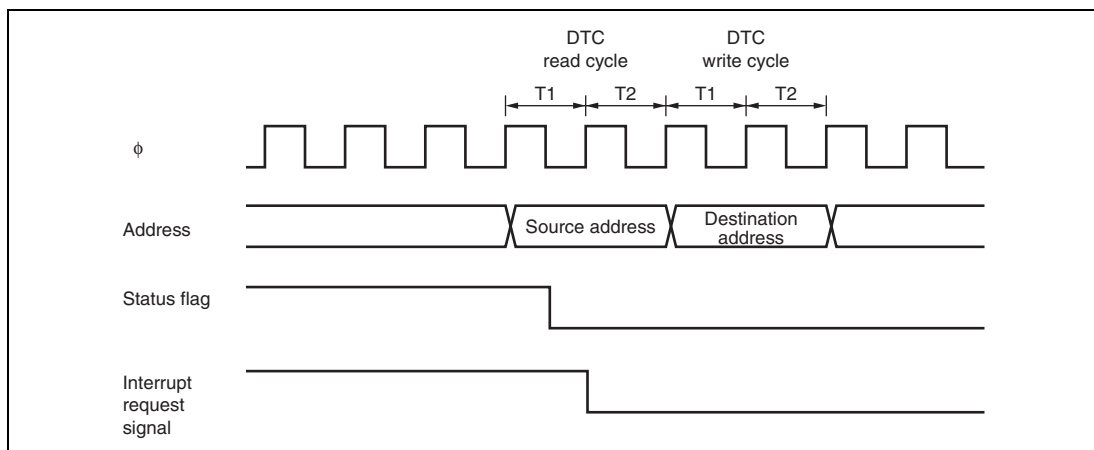 DTC
read cycle
DTC
write cycle
T1
T2
T1
T2
ϕ
Address
Source address
Destination
address
Status flag
Interrupt
request
signal